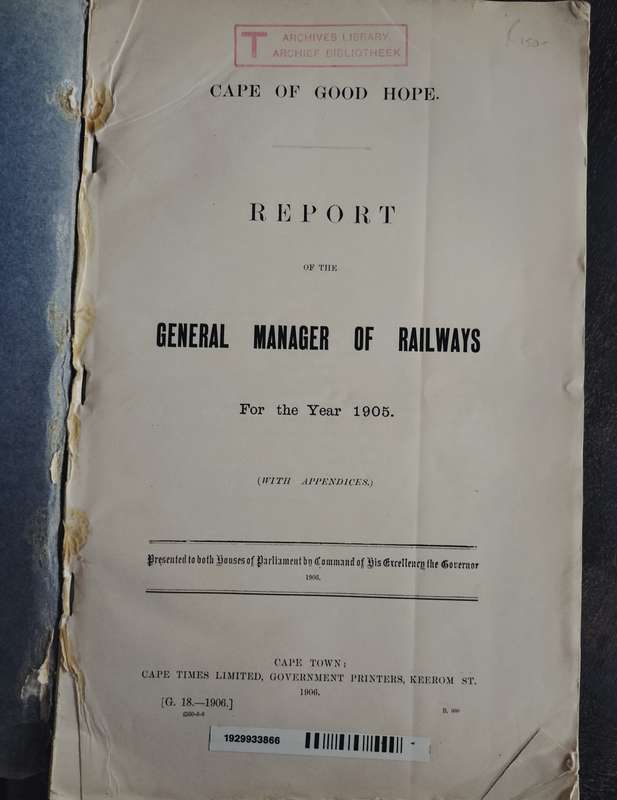 T ARCHIVES LIBRARY
ARCHIEF BIBLIOTHEEK
CAPE OF GOOD HOPE.
REPORT
OF THE
GENERAL MANAGER OF RAILWAYS
For the Year 1905.
(WITH APPENDICES.)
Presented to both Houses of Parliament by Command of His Excellency the Governor
1906.
CAPE TOWN:
CAPE TIMES LIMITED, GOVERNMENT PRINTERS, KEEROM ST.
1906.
[G. 18.—1906.]
1929933866